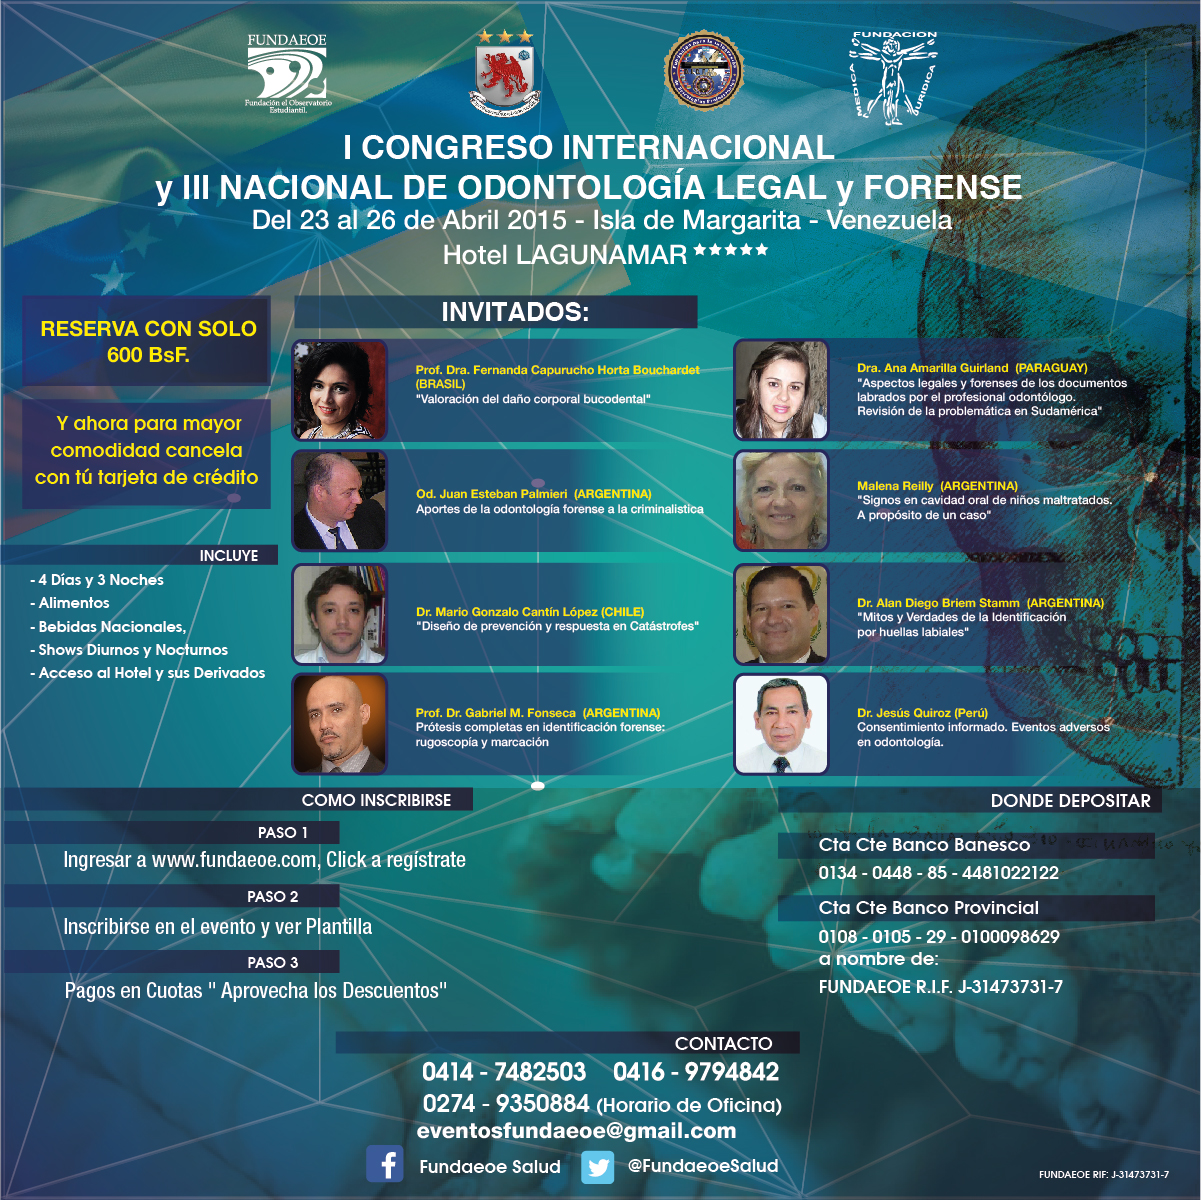 FUNDAEOE
Fundación el Observatorio
Estudiantil.
FUNDACION
MEDICA
JURIDICA
I CONGRESO INTERNACIONAL
y III NACIONAL DE ODONTOLOGÍA LEGAL y FORENSE
Del 23 al 26 de Abril 2015 - Isla de Margarita - Venezuela
Hotel LAGUNAMAR ★★★★★
RESERVA CON SOLO
600 BsF.
Y ahora para mayor
comodidad cancela
con tú tarjeta de crédito
INCLUYE
- 4 Días y 3 Noches
- Alimentos
- Bebidas Nacionales,
- Shows Diurnos y Nocturnos
- Acceso al Hotel y sus Derivados
INVITADOS:
Prof. Dra. Fernanda Capurucho Horta Bouchardet
(BRASIL)
"Valoración del daño corporal bucodental"
Dra. Ana Amarilla Guirland (PARAGUAY)
"Aspectos legales y forenses de los documentos
labrados por el profesional odontólogo.
Revisión de la problemática en Sudamérica"
Od. Juan Esteban Palmieri (ARGENTINA)
Aportes de la odontología forense a la criminalistica
Malena Reilly (ARGENTINA)
"Signos en cavidad oral de niños maltratados.
A propósito de un caso"
Dr. Mario Gonzalo Cantín López (CHILE)
"Diseño de prevención y respuesta en Catástrofes"
Dr. Alan Diego Briem Stamm (ARGENTINA)
"Mitos y Verdades de la Identificación
por huellas labiales"
Prof. Dr. Gabriel M. Fonseca (ARGENTINA)
Prótesis completas en identificación forense:
rugoscopía y marcación
Dr. Jesús Quiroz (Perú)
Consentimiento informado. Eventos adversos
en odontología.
COMO INSCRIBIRSE
PASO 1
Ingresar a www.fundaeoe.com, Click a regístrate
PASO 2
Inscribirse en el evento y ver Plantilla
PASO 3
Pagos en Cuotas " Aprovecha los Descuentos"
DONDE DEPOSITAR
Cta Cte Banco Banesco
0134 - 0448 - 85 - 4481022122
Cta Cte Banco Provincial
0108 - 0105 - 29 - 0100098629
a nombre de:
FUNDAEOE R.I.F. J-31473731-7
CONTACTO
0414 - 7482503 0416 - 9794842
0274 - 9350884 (Horario de Oficina)
eventosfundaeoe@gmail.com
Fundaeoe Salud @FundaeoeSalud
FUNDAEOE RIF: J-31473731-7